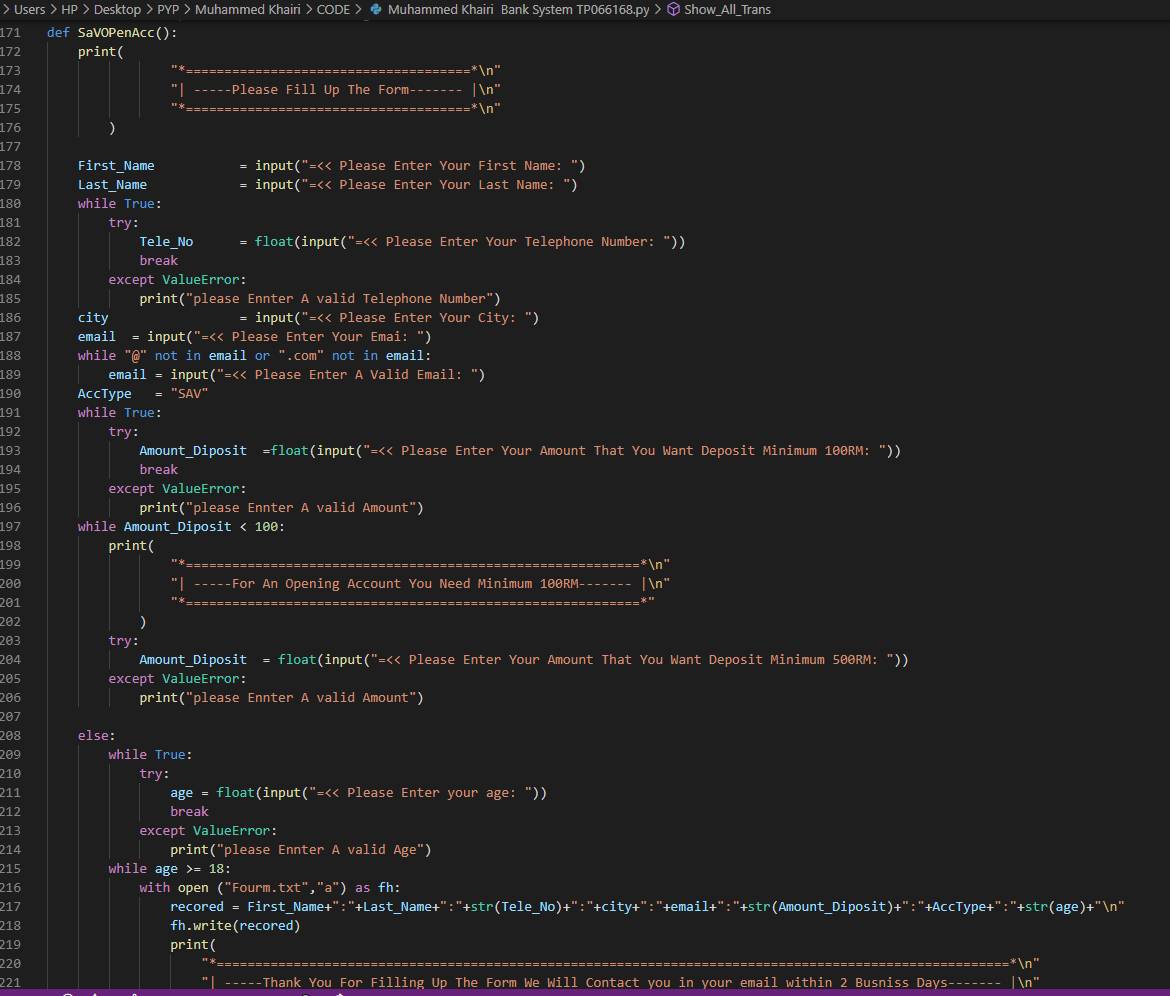 > Users > HP > Desktop > PYP > Muhammed Khairi > CODE > Muhammed Khairi Bank System TP066168.py > Show_All_Trans
171 def SaVOPenAcc():
172     print(
173                 "*=====================================*\n"
174                 "| -----Please Fill Up The Form------- |\n"
175                 "*=====================================*\n"
176         )
177
178     First_Name           = input("=<< Please Enter Your First Name: ")
179     Last_Name            = input("=<< Please Enter Your Last Name: ")
180     while True:
181         try:
182             Tele_No      = float(input("=<< Please Enter Your Telephone Number: "))
183             break
184         except ValueError:
185             print("please Ennter A valid Telephone Number")
186     city                 = input("=<< Please Enter Your City: ")
187     email  = input("=<< Please Enter Your Emai: ")
188     while "@" not in email or ".com" not in email:
189         email = input("=<< Please Enter A Valid Email: ")
190     AccType   = "SAV"
191     while True:
192         try:
193             Amount_Diposit  =float(input("=<< Please Enter Your Amount That You Want Deposit Minimum 100RM: "))
194             break
195         except ValueError:
196             print("please Ennter A valid Amount")
197     while Amount_Diposit < 100:
198         print(
199                 "*===========================================================*\n"
200                 "| -----For An Opening Account You Need Minimum 100RM------- |\n"
201                 "*===========================================================*"
202             )
203         try:
204             Amount_Diposit  = float(input("=<< Please Enter Your Amount That You Want Deposit Minimum 500RM: "))
205         except ValueError:
206             print("please Ennter A valid Amount")
207
208     else:
209         while True:
210             try:
211                 age = float(input("=<< Please Enter your age: "))
212                 break
213             except ValueError:
214                 print("please Ennter A valid Age")
215         while age >= 18:
216             with open ("Fourm.txt","a") as fh:
217                 recored = First_Name+":"+Last_Name+":"+str(Tele_No)+":"+city+":"+email+":"+str(Amount_Diposit)+":"+AccType+":"+str(age)+"\n"
218                 fh.write(recored)
219                 print(
220                     "*=======================================================================================================*\n"
221                     "| -----Thank You For Filling Up The Form We Will Contact you in your email within 2 Busniss Days------- |\n"